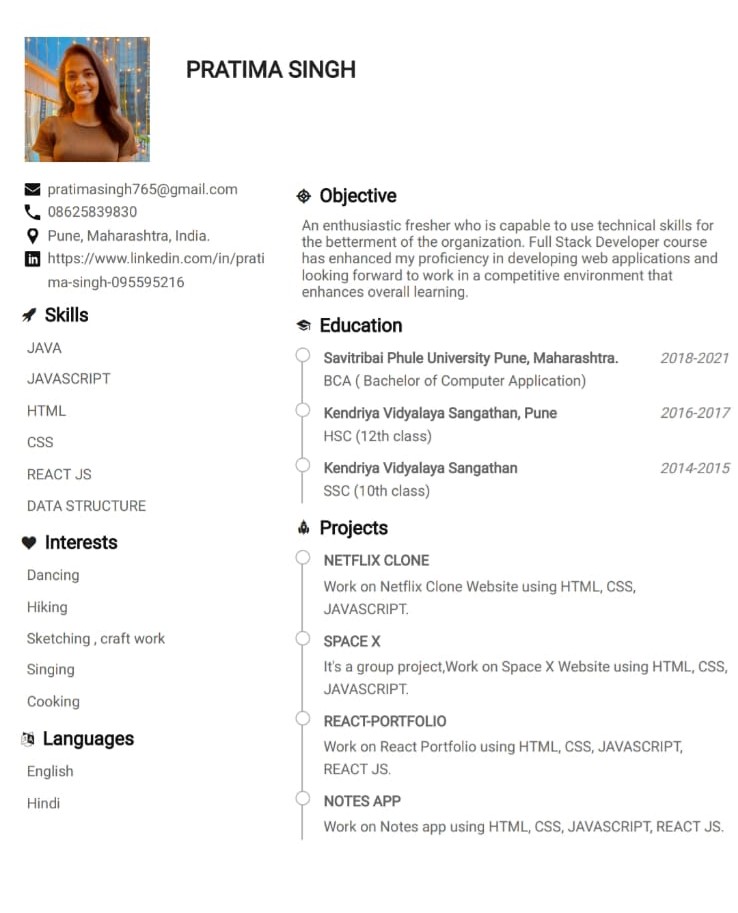 PRATIMA SINGH
pratimasingh765@gmail.com
08625839830
Pune, Maharashtra, India.
https://www.linkedin.com/in/prati
ma-singh-095595216
Skills
JAVA
JAVASCRIPT
HTML
CSS
REACT JS
DATA STRUCTURE
Interests
Dancing
Hiking
Sketching , craft work
Singing
Cooking
Languages
English
Hindi
Objective
An enthusiastic fresher who is capable to use technical skills for
the betterment of the organization. Full Stack Developer course
has enhanced my proficiency in developing web applications and
looking forward to work in a competitive environment that
enhances overall learning.
Education
Savitribai Phule University Pune, Maharashtra. 2018-2021
BCA ( Bachelor of Computer Application)
Kendriya Vidyalaya Sangathan, Pune 2016-2017
HSC (12th class)
Kendriya Vidyalaya Sangathan 2014-2015
SSC (10th class)
Projects
NETFLIX CLONE
Work on Netflix Clone Website using HTML, CSS,
JAVASCRIPT.
SPACE X
It's a group project,Work on Space X Website using HTML, CSS,
JAVASCRIPT.
REACT-PORTFOLIO
Work on React Portfolio using HTML, CSS, JAVASCRIPT,
REACT JS.
NOTES APP
Work on Notes app using HTML, CSS, JAVASCRIPT, REACT JS.